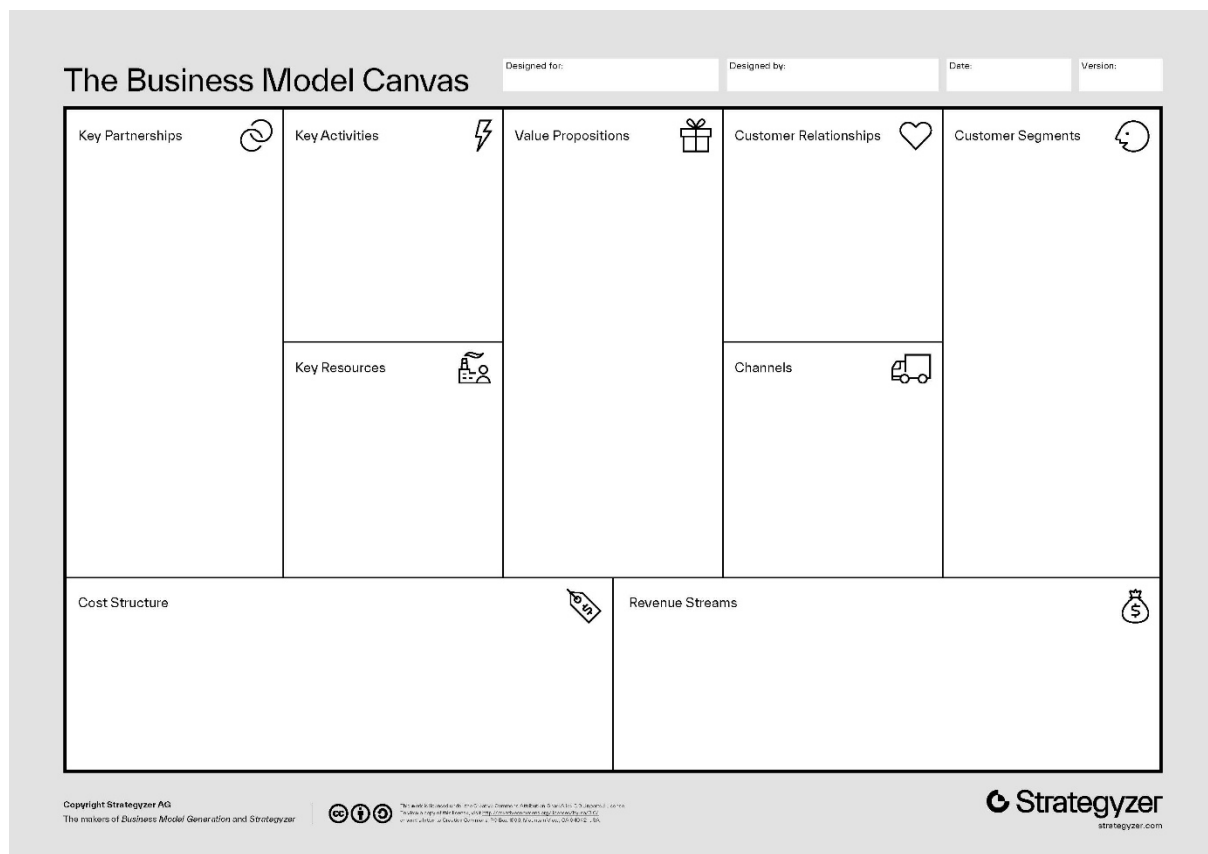 The Business Model Canvas
Designed for:
Designed by:
Date:
Version:
Key Partnerships
Key Activities
Value Propositions
Customer Relationships
Customer Segments
Key Resources
Channels
Cost Structure
Revenue Streams
$
$
Copyright Strategyzer AG
The makers of Business Model Generation and Strategyzer
cc
Strategyzer
strategyzer.com